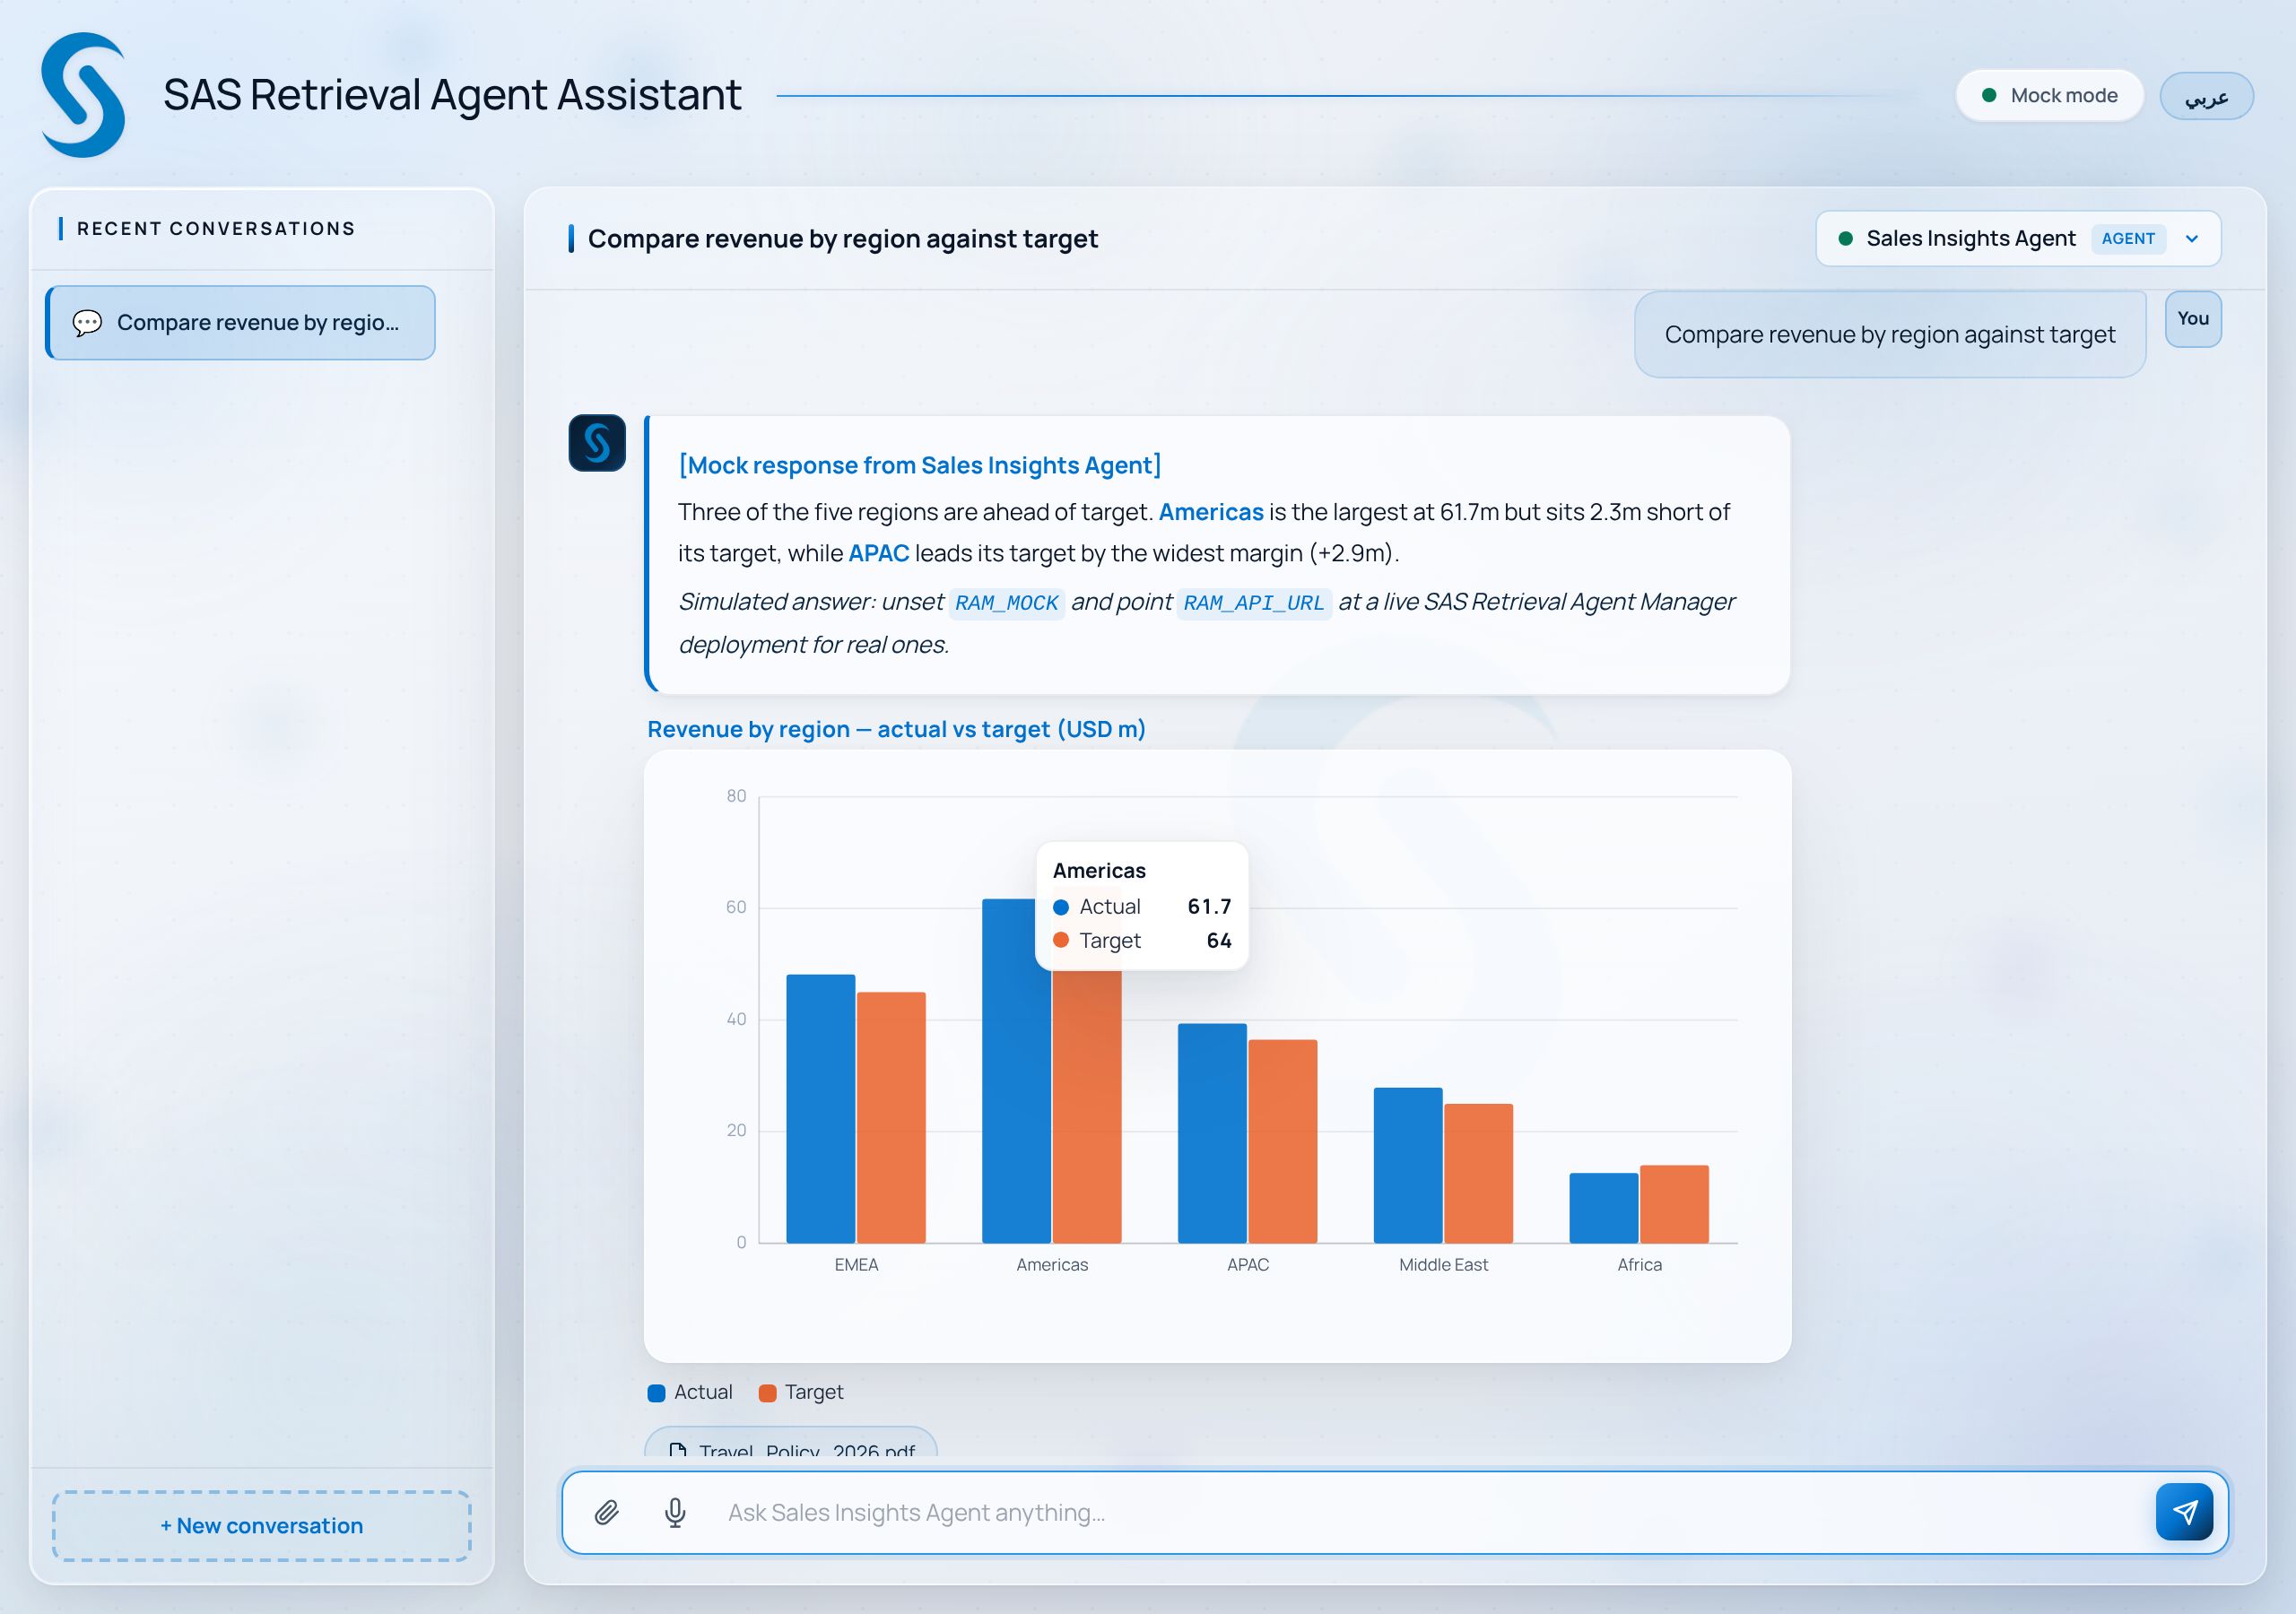 SAS Retrieval Agent Assistant
Mock mode
عربي
RECENT CONVERSATIONS
💬 Compare revenue by regio...
+ New conversation
Compare revenue by region against target
Sales Insights Agent AGENT
Compare revenue by region against target
You
[Mock response from Sales Insights Agent]
Three of the five regions are ahead of target. Americas is the largest at 61.7m but sits 2.3m short of
its target, while APAC leads its target by the widest margin (+2.9m).
Simulated answer: unset RAM_MOCK and point RAM_API_URL at a live SAS Retrieval Agent Manager
deployment for real ones.
Revenue by region — actual vs target (USD m)
80
60
40
20
0
Americas
Actual 61.7
Target 64
EMEA Americas APAC Middle East Africa
Actual Target
Travel_Policy_2026.pdf
Ask Sales Insights Agent anything...